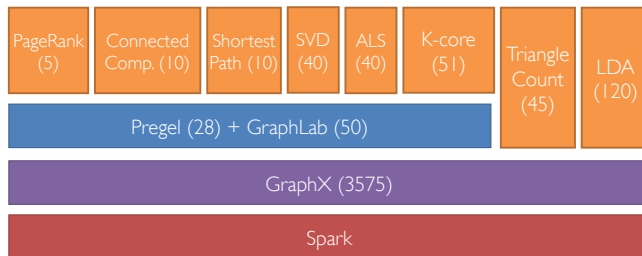 PageRank
(5)
Connected
Comp. (10)
Shortest
Path (10)
SVD
(40)
ALS
(40)
K-core
(51)
Triangle
Count
(45)
LDA
(120)
Pregel (28) + GraphLab (50)
GraphX (3575)
Spark